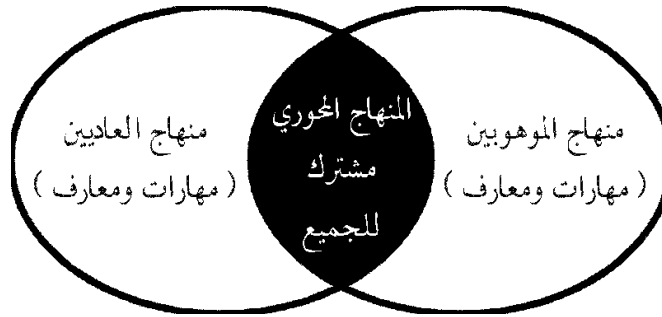 منهاج الموهوبين
( مهارات ومعارف )
المنهاج المحوري
مشترك
للجميع
منهاج العاديين
( مهارات ومعارف )